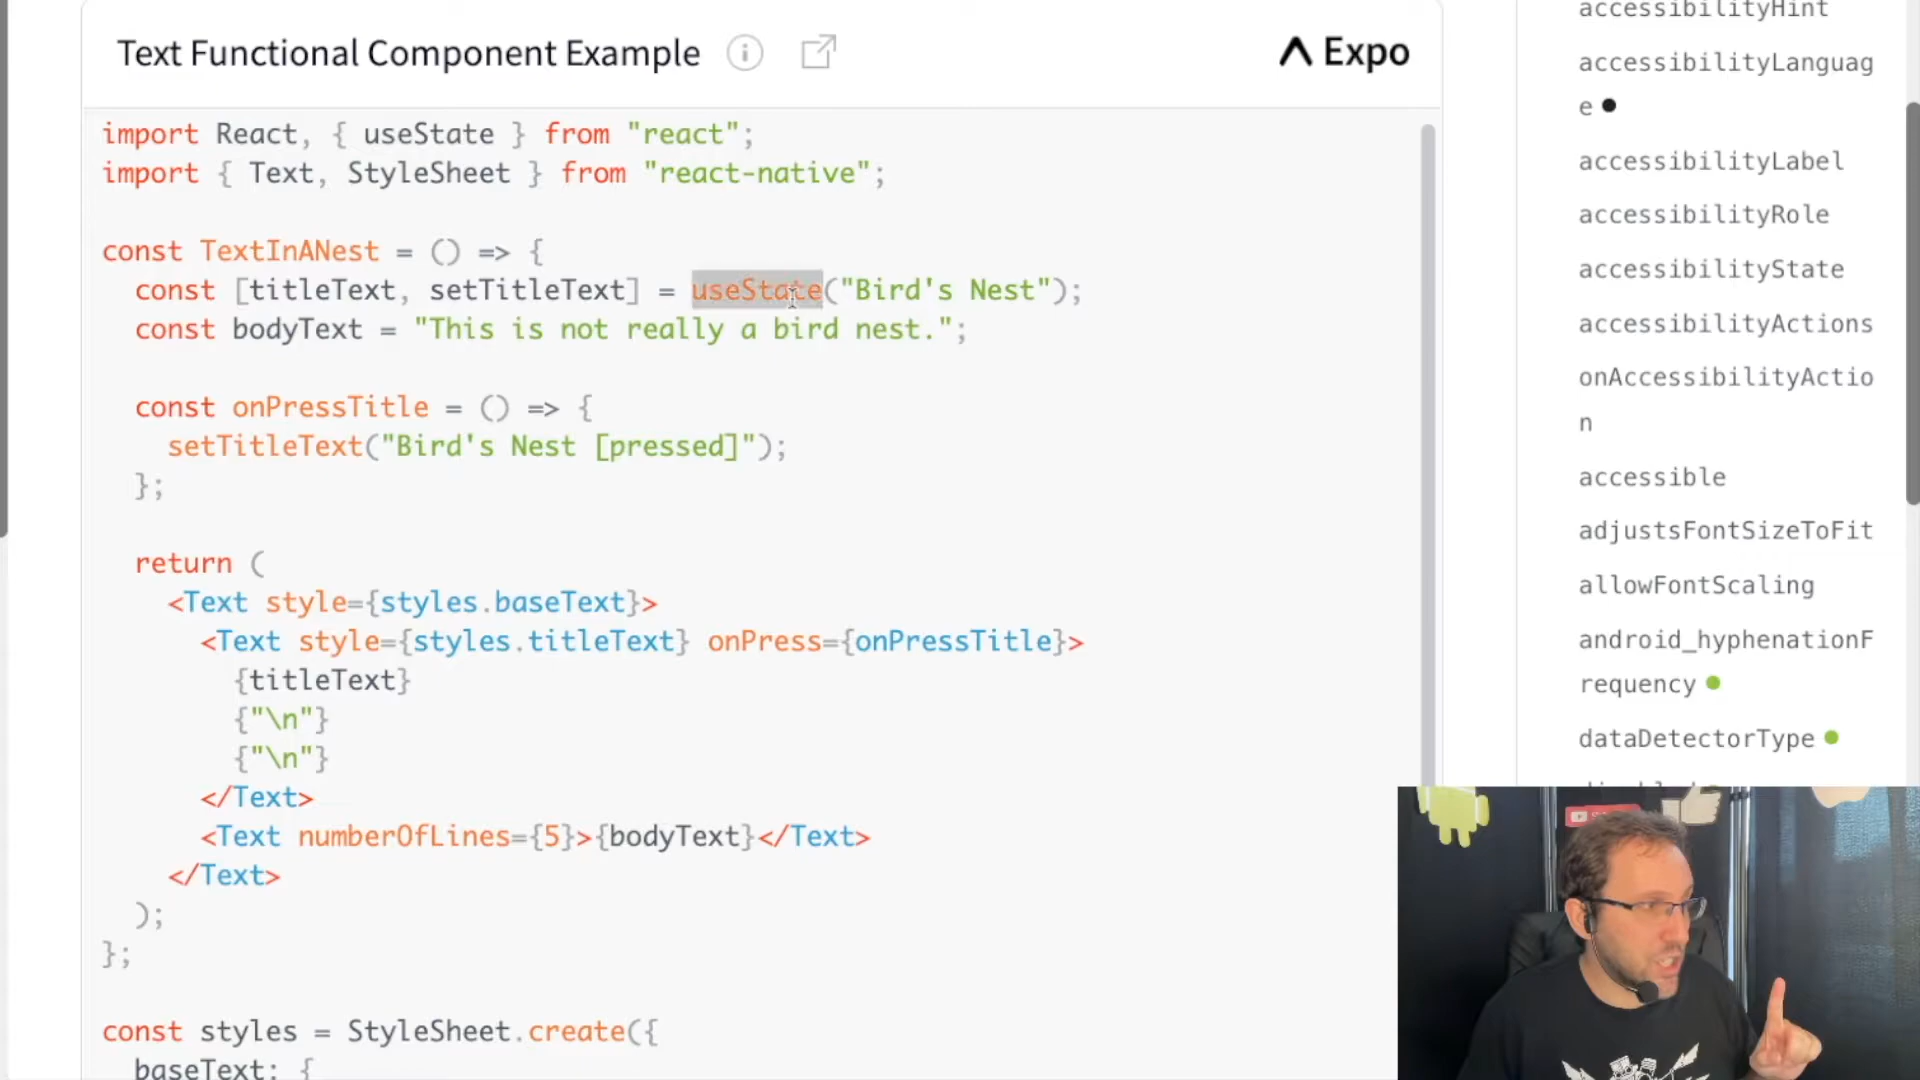 Text Functional Component Example
Expo
import React, { useState } from "react";
import { Text, StyleSheet } from "react-native";
const TextInANest = () => {
const [titleText, setTitleText] = useState("Bird's Nest");
const bodyText = "This is not really a bird nest.";
const onPressTitle = () => {
setTitleText("Bird's Nest [pressed]");
};
return (
<Text style={styles.baseText}>
<Text style={styles.titleText} onPress={onPressTitle}>
{titleText}
{"\n"}
{"\n"}
</Text>
<Text numberOfLines={5}>{bodyText}</Text>
</Text>
);
};
const styles = StyleSheet.create({
baseText: {
accessibilityHint
accessibilityLanguag
e
accessibilityLabel
accessibilityRole
accessibilityState
accessibilityActions
onAccessibilityActio
n
accessible
adjustsFontSizeToFit
allowFontScaling
android_hyphenationF
requency
dataDetectorType